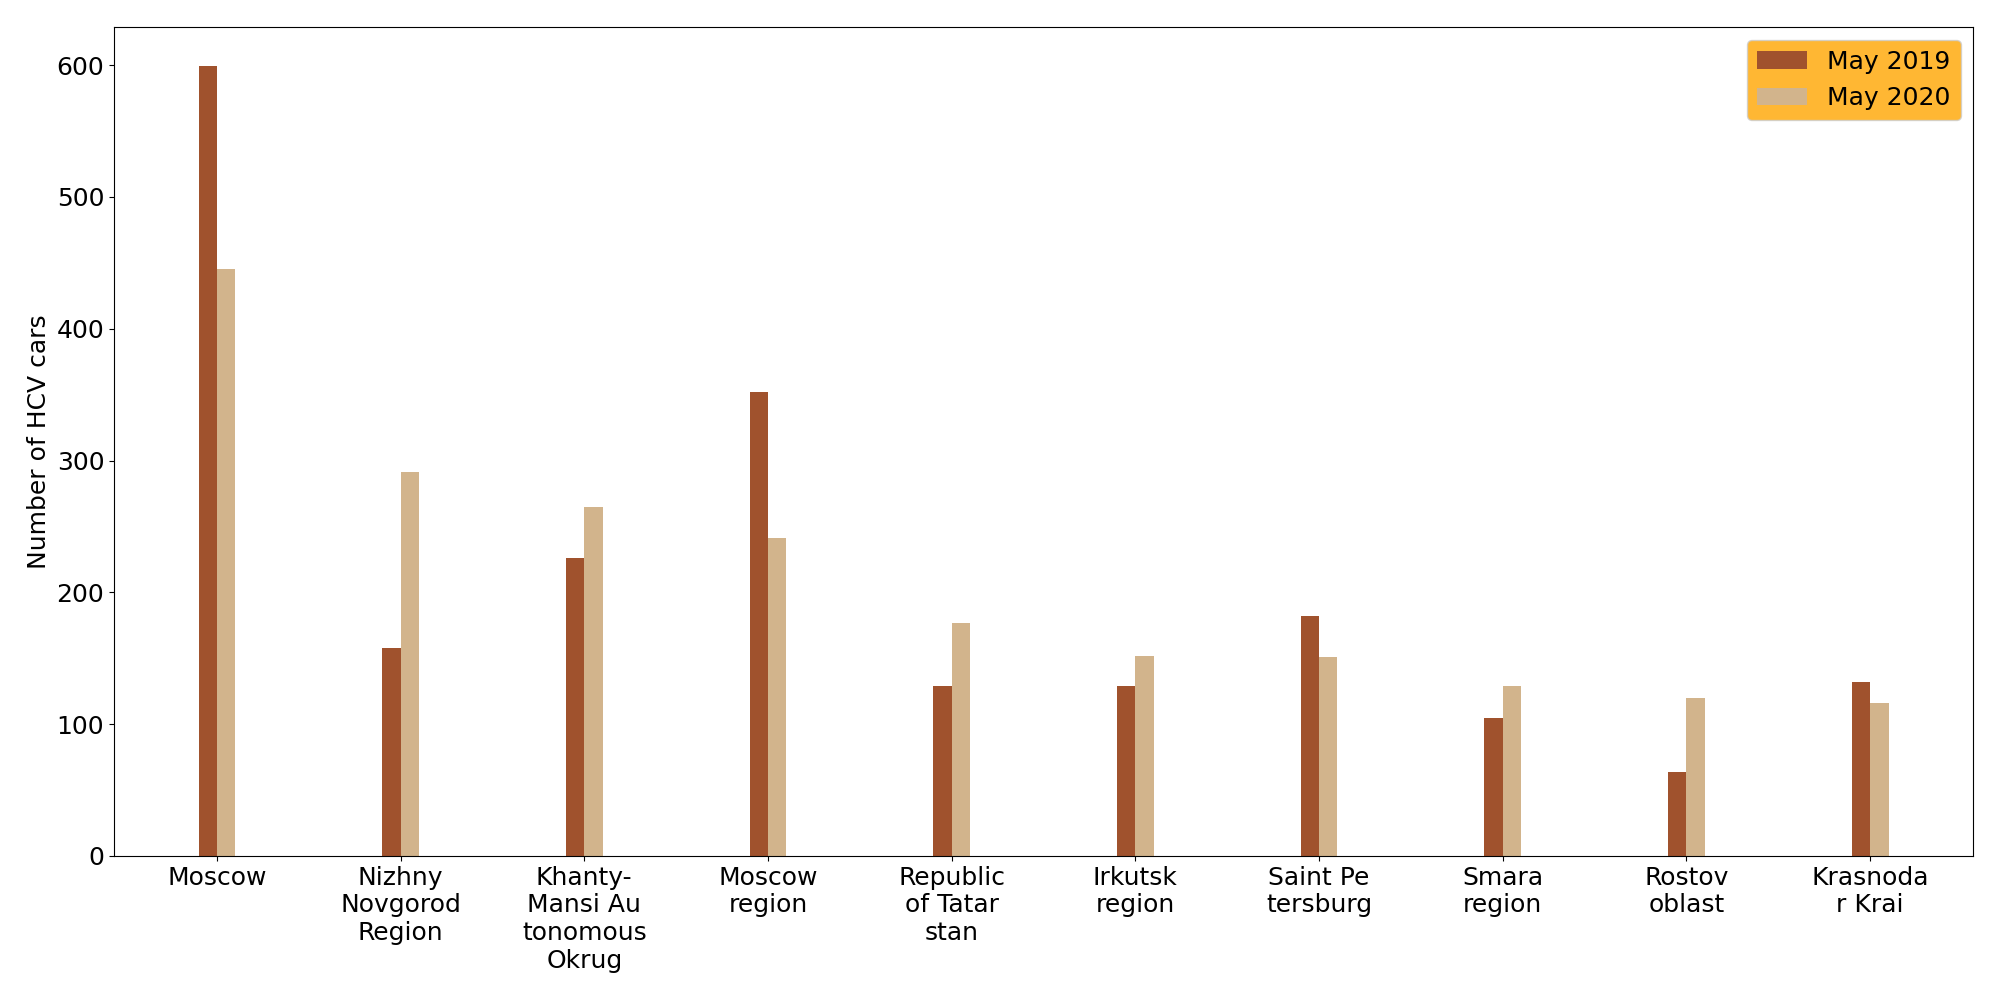 May 2019
May 2020
Number of HCV cars
600
500
400
300
200
100
0
Moscow
Nizhny
Novgorod
Region
Khanty-
Mansi Au
tonomous
Okrug
Moscow
region
Republic
of Tatar
stan
Irkutsk
region
Saint Pe
tersburg
Smara
region
Rostov
oblast
Krasnoda
r Krai